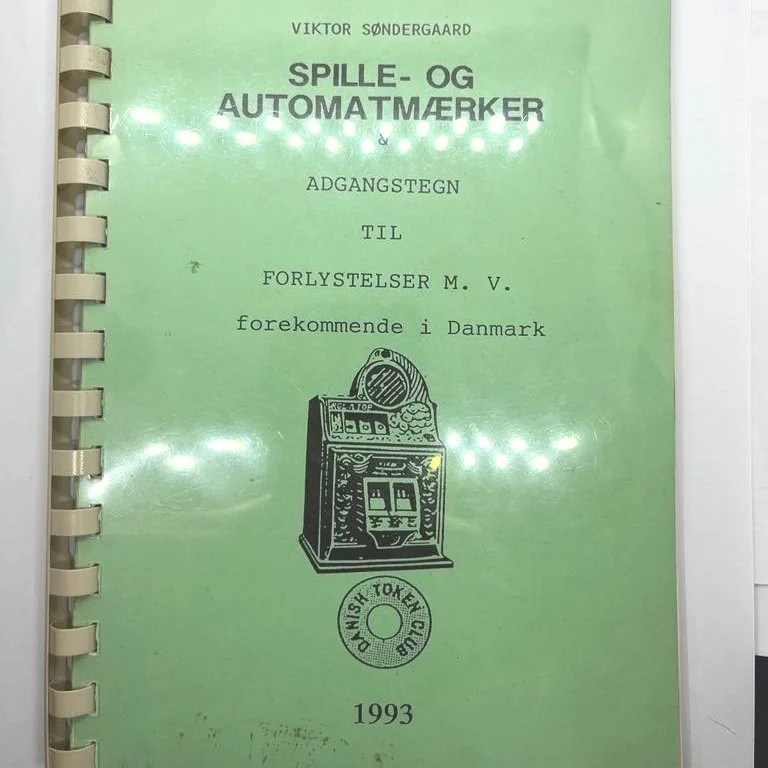 VIKTOR SØNDERGAARD
SPILLE- OG
AUTOMATMÆRKER
&
ADGANGSTEGN
TIL
FORLYSTELSER M. V.
forekommende i Danmark
DANISH TOKEN CLUB
1993